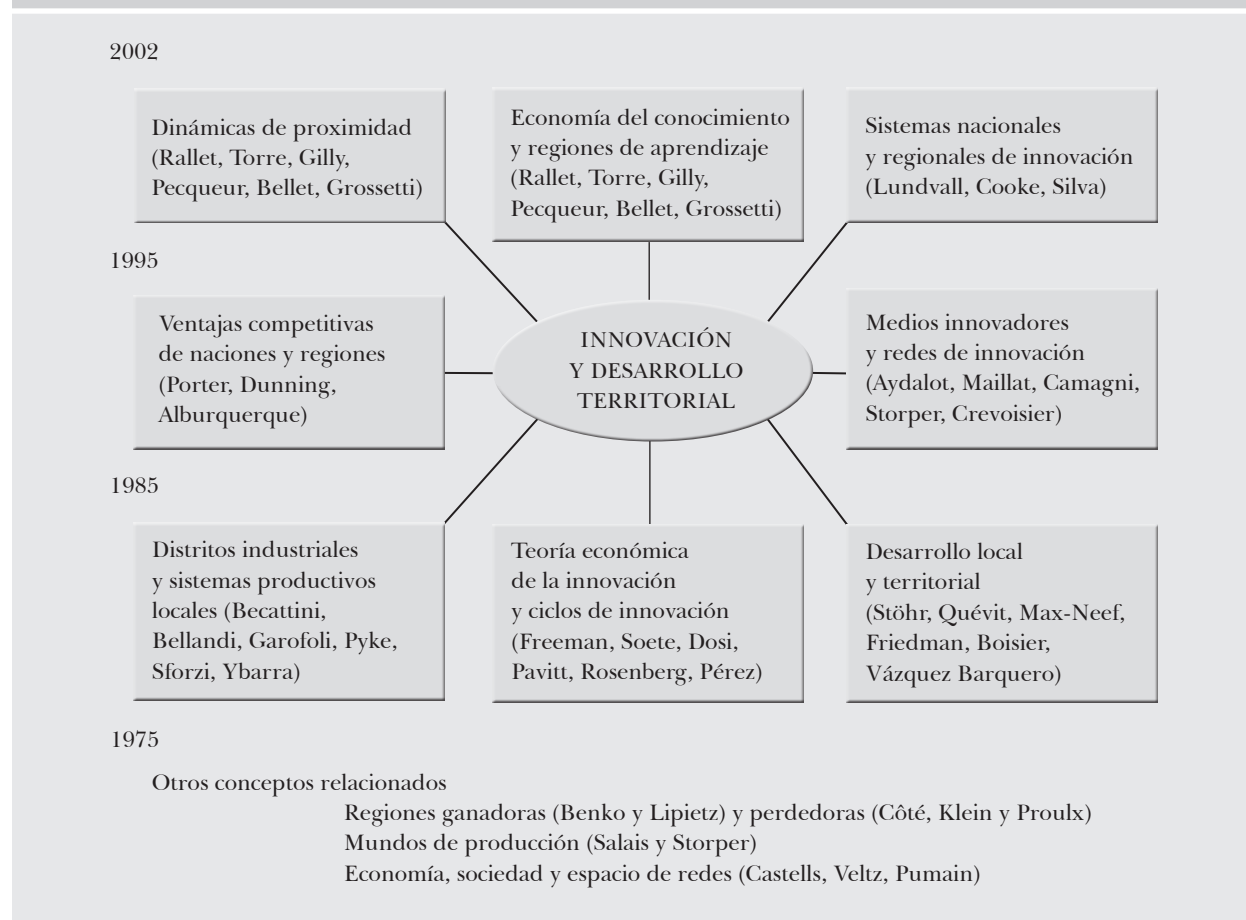 2002
Dinámicas de proximidad
(Rallet, Torre, Gilly,
Pecqueur, Bellet, Grossetti)
Economía del conocimiento
y regiones de aprendizaje
(Rallet, Torre, Gilly,
Pecqueur, Bellet, Grossetti)
Sistemas nacionales
y regionales de innovación
(Lundvall, Cooke, Silva)
1995
Ventajas competitivas
de naciones y regiones
(Porter, Dunning,
Alburquerque)
INNOVACIÓN
Y DESARROLLO
TERRITORIAL
Medios innovadores
y redes de innovación
(Aydalot, Maillat, Camagni,
Storper, Crevoisier)
1985
Distritos industriales
y sistemas productivos
locales (Becattini,
Bellandi, Garofoli, Pyke,
Sforzi, Ybarra)
Teoría económica
de la innovación
y ciclos de innovación
(Freeman, Soete, Dosi,
Pavitt, Rosenberg, Pérez)
Desarrollo local
y territorial
(Stöhr, Quévit, Max-Neef,
Friedman, Boisier,
Vázquez Barquero)
1975
Otros conceptos relacionados
Regiones ganadoras (Benko y Lipietz) y perdedoras (Côté, Klein y Proulx)
Mundos de producción (Salais y Storper)
Economía, sociedad y espacio de redes (Castells, Veltz, Pumain)